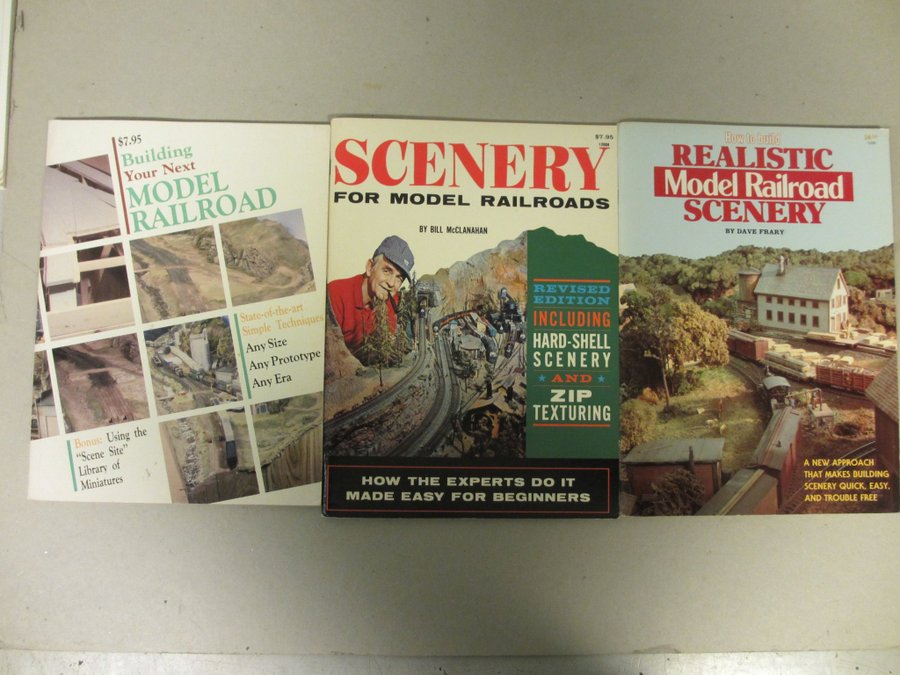 $7.95
Building
Your Next
MODEL
RAILROAD
State-of-the-art
Simple Techniques
Any Size
Any Prototype
Any Era
Bonus: Using the
"Scene Site"
Library of
Miniatures
$7.95
SCENERY
FOR MODEL RAILROADS
BY BILL McCLANAHAN
REVISED
EDITION
INCLUDING
HARD-SHELL
SCENERY
AND
ZIP
TEXTURING
HOW THE EXPERTS DO IT
MADE EASY FOR BEGINNERS
How to build
REALISTIC
Model Railroad
SCENERY
BY DAVE FRARY
A NEW APPROACH
THAT MAKES BUILDING
SCENERY QUICK, EASY,
AND TROUBLE FREE